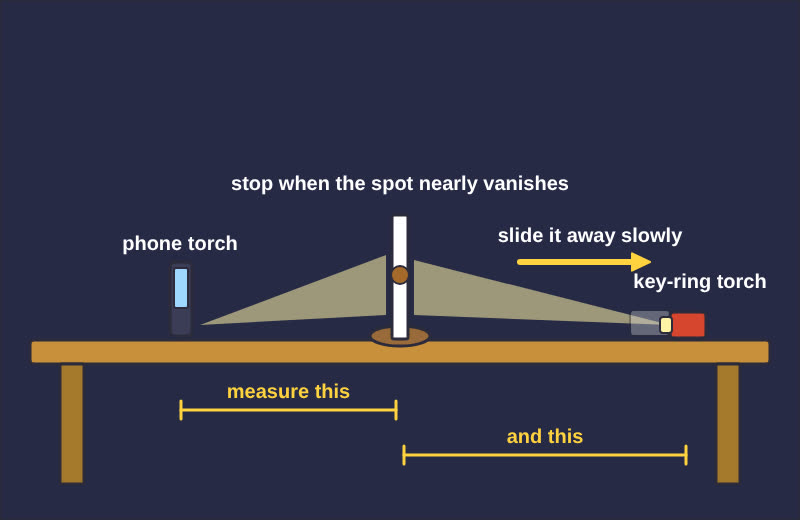 stop when the spot nearly vanishes
phone torch
slide it away slowly
key-ring torch
measure this
and this